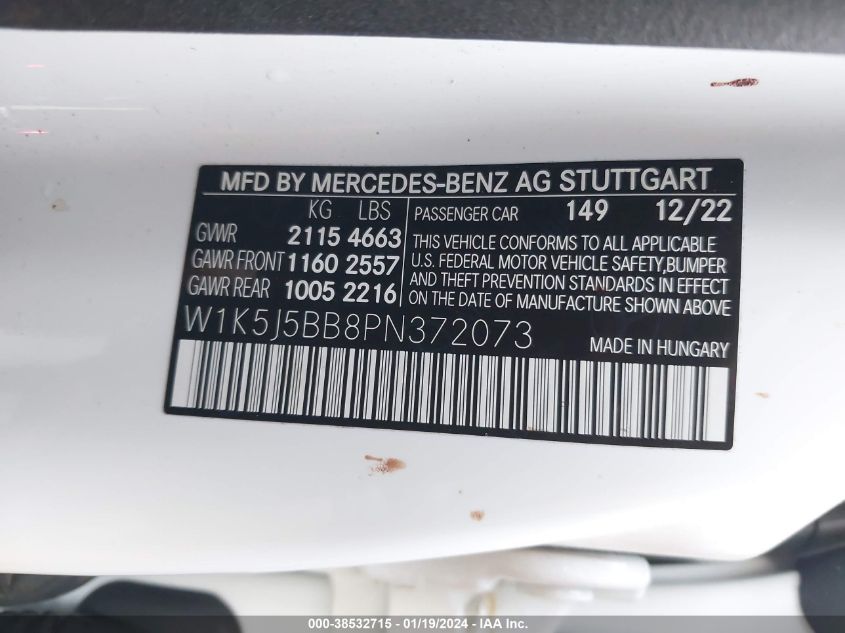 MFD BY MERCEDES-BENZ AG STUTTGART
KG LBS
GVWR 2115 4663
GAWR FRONT 1160 2557
GAWR REAR 1005 2216
PASSENGER CAR 149 12/22
THIS VEHICLE CONFORMS TO ALL APPLICABLE
U.S. FEDERAL MOTOR VEHICLE SAFETY,BUMPER
AND THEFT PREVENTION STANDARDS IN EFFECT
ON THE DATE OF MANUFACTURE SHOWN ABOVE
W1K5J5BB8PN372073
MADE IN HUNGARY
000-38532715 - 01/19/2024 - IAA Inc.